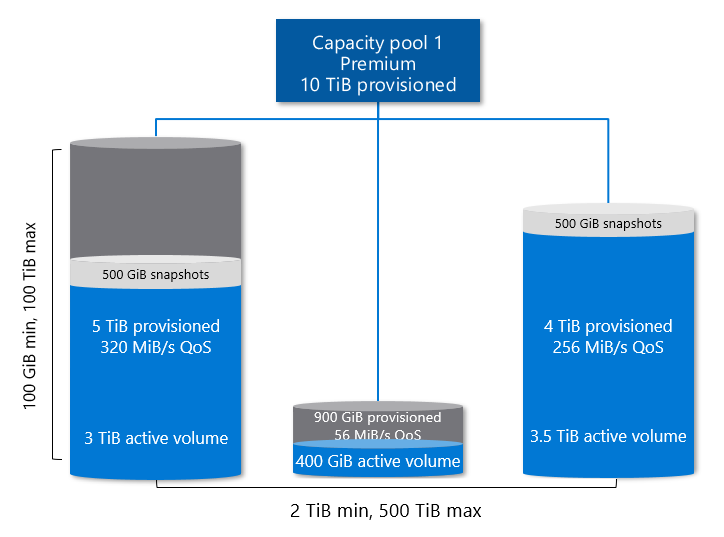 Capacity pool 1
Premium
10 TiB provisioned
100 GiB min, 100 TiB max
500 GiB snapshots
5 TiB provisioned
320 MiB/s QoS
3 TiB active volume
900 GiB provisioned
56 MiB/s QoS
400 GiB active volume
500 GiB snapshots
4 TiB provisioned
256 MiB/s QoS
3.5 TiB active volume
2 TiB min, 500 TiB max